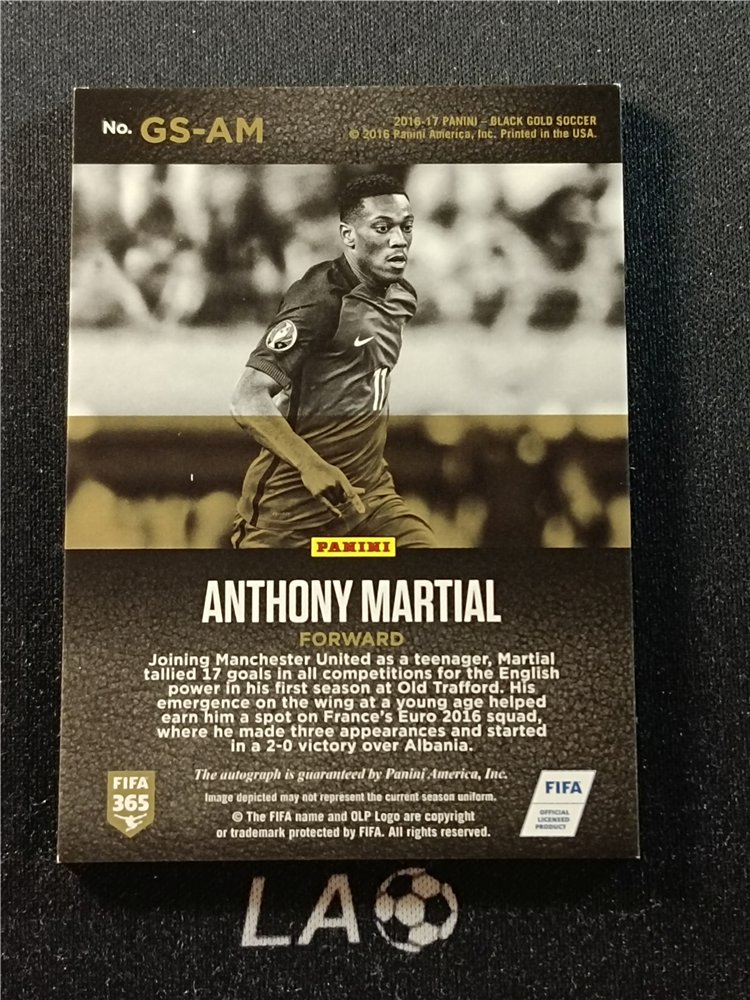 No. GS-AM
2016-17 PANINI – BLACK GOLD SOCCER
© 2016 Panini America, Inc. Printed in the USA.
11
PANINI
ANTHONY MARTIAL
FORWARD
Joining Manchester United as a teenager, Martial
tallied 17 goals in all competitions for the English
power in his first season at Old Trafford. His
emergence on the wing at a young age helped
earn him a spot on France's Euro 2016 squad,
where he made three appearances and started
in a 2-0 victory over Albania.
The autograph is guaranteed by Panini America, Inc.
Image depicted may not represent the current season uniform.
© The FIFA name and OLP Logo are copyright
or trademark protected by FIFA. All rights reserved.
FIFA
365
FIFA
OFFICIAL
LICENSED
PRODUCT
LA